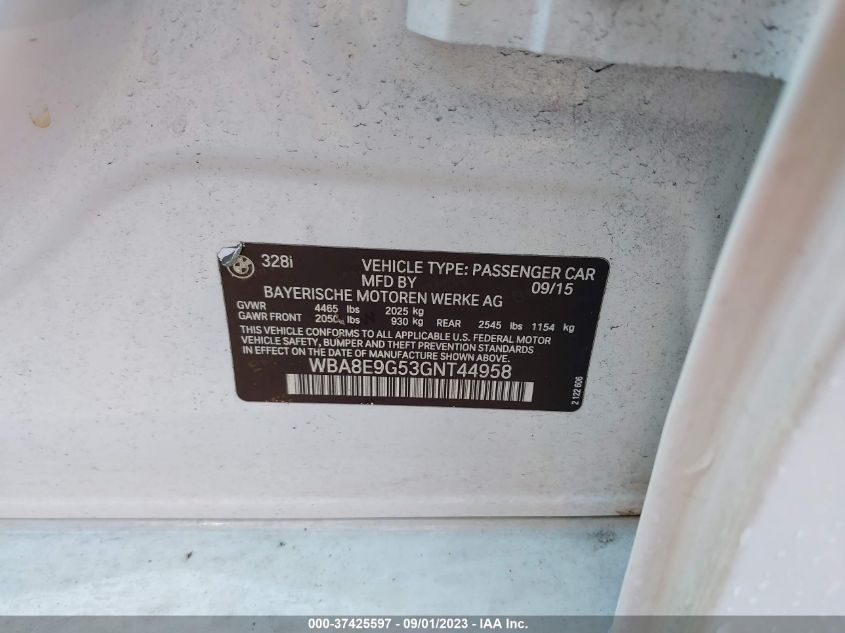 328i VEHICLE TYPE: PASSENGER CAR
MFD BY 09/15
BAYERISCHE MOTOREN WERKE AG
GVWR 4465 lbs 2025 kg
GAWR FRONT 2050 lbs 930 kg REAR 2545 lbs 1154 kg
THIS VEHICLE CONFORMS TO ALL APPLICABLE U.S. FEDERAL MOTOR
VEHICLE SAFETY, BUMPER AND THEFT PREVENTION STANDARDS
IN EFFECT ON THE DATE OF MANUFACTURE SHOWN ABOVE.
WBA8E9G53GNT44958
2 122 606
000-37425597 - 09/01/2023 - IAA Inc.